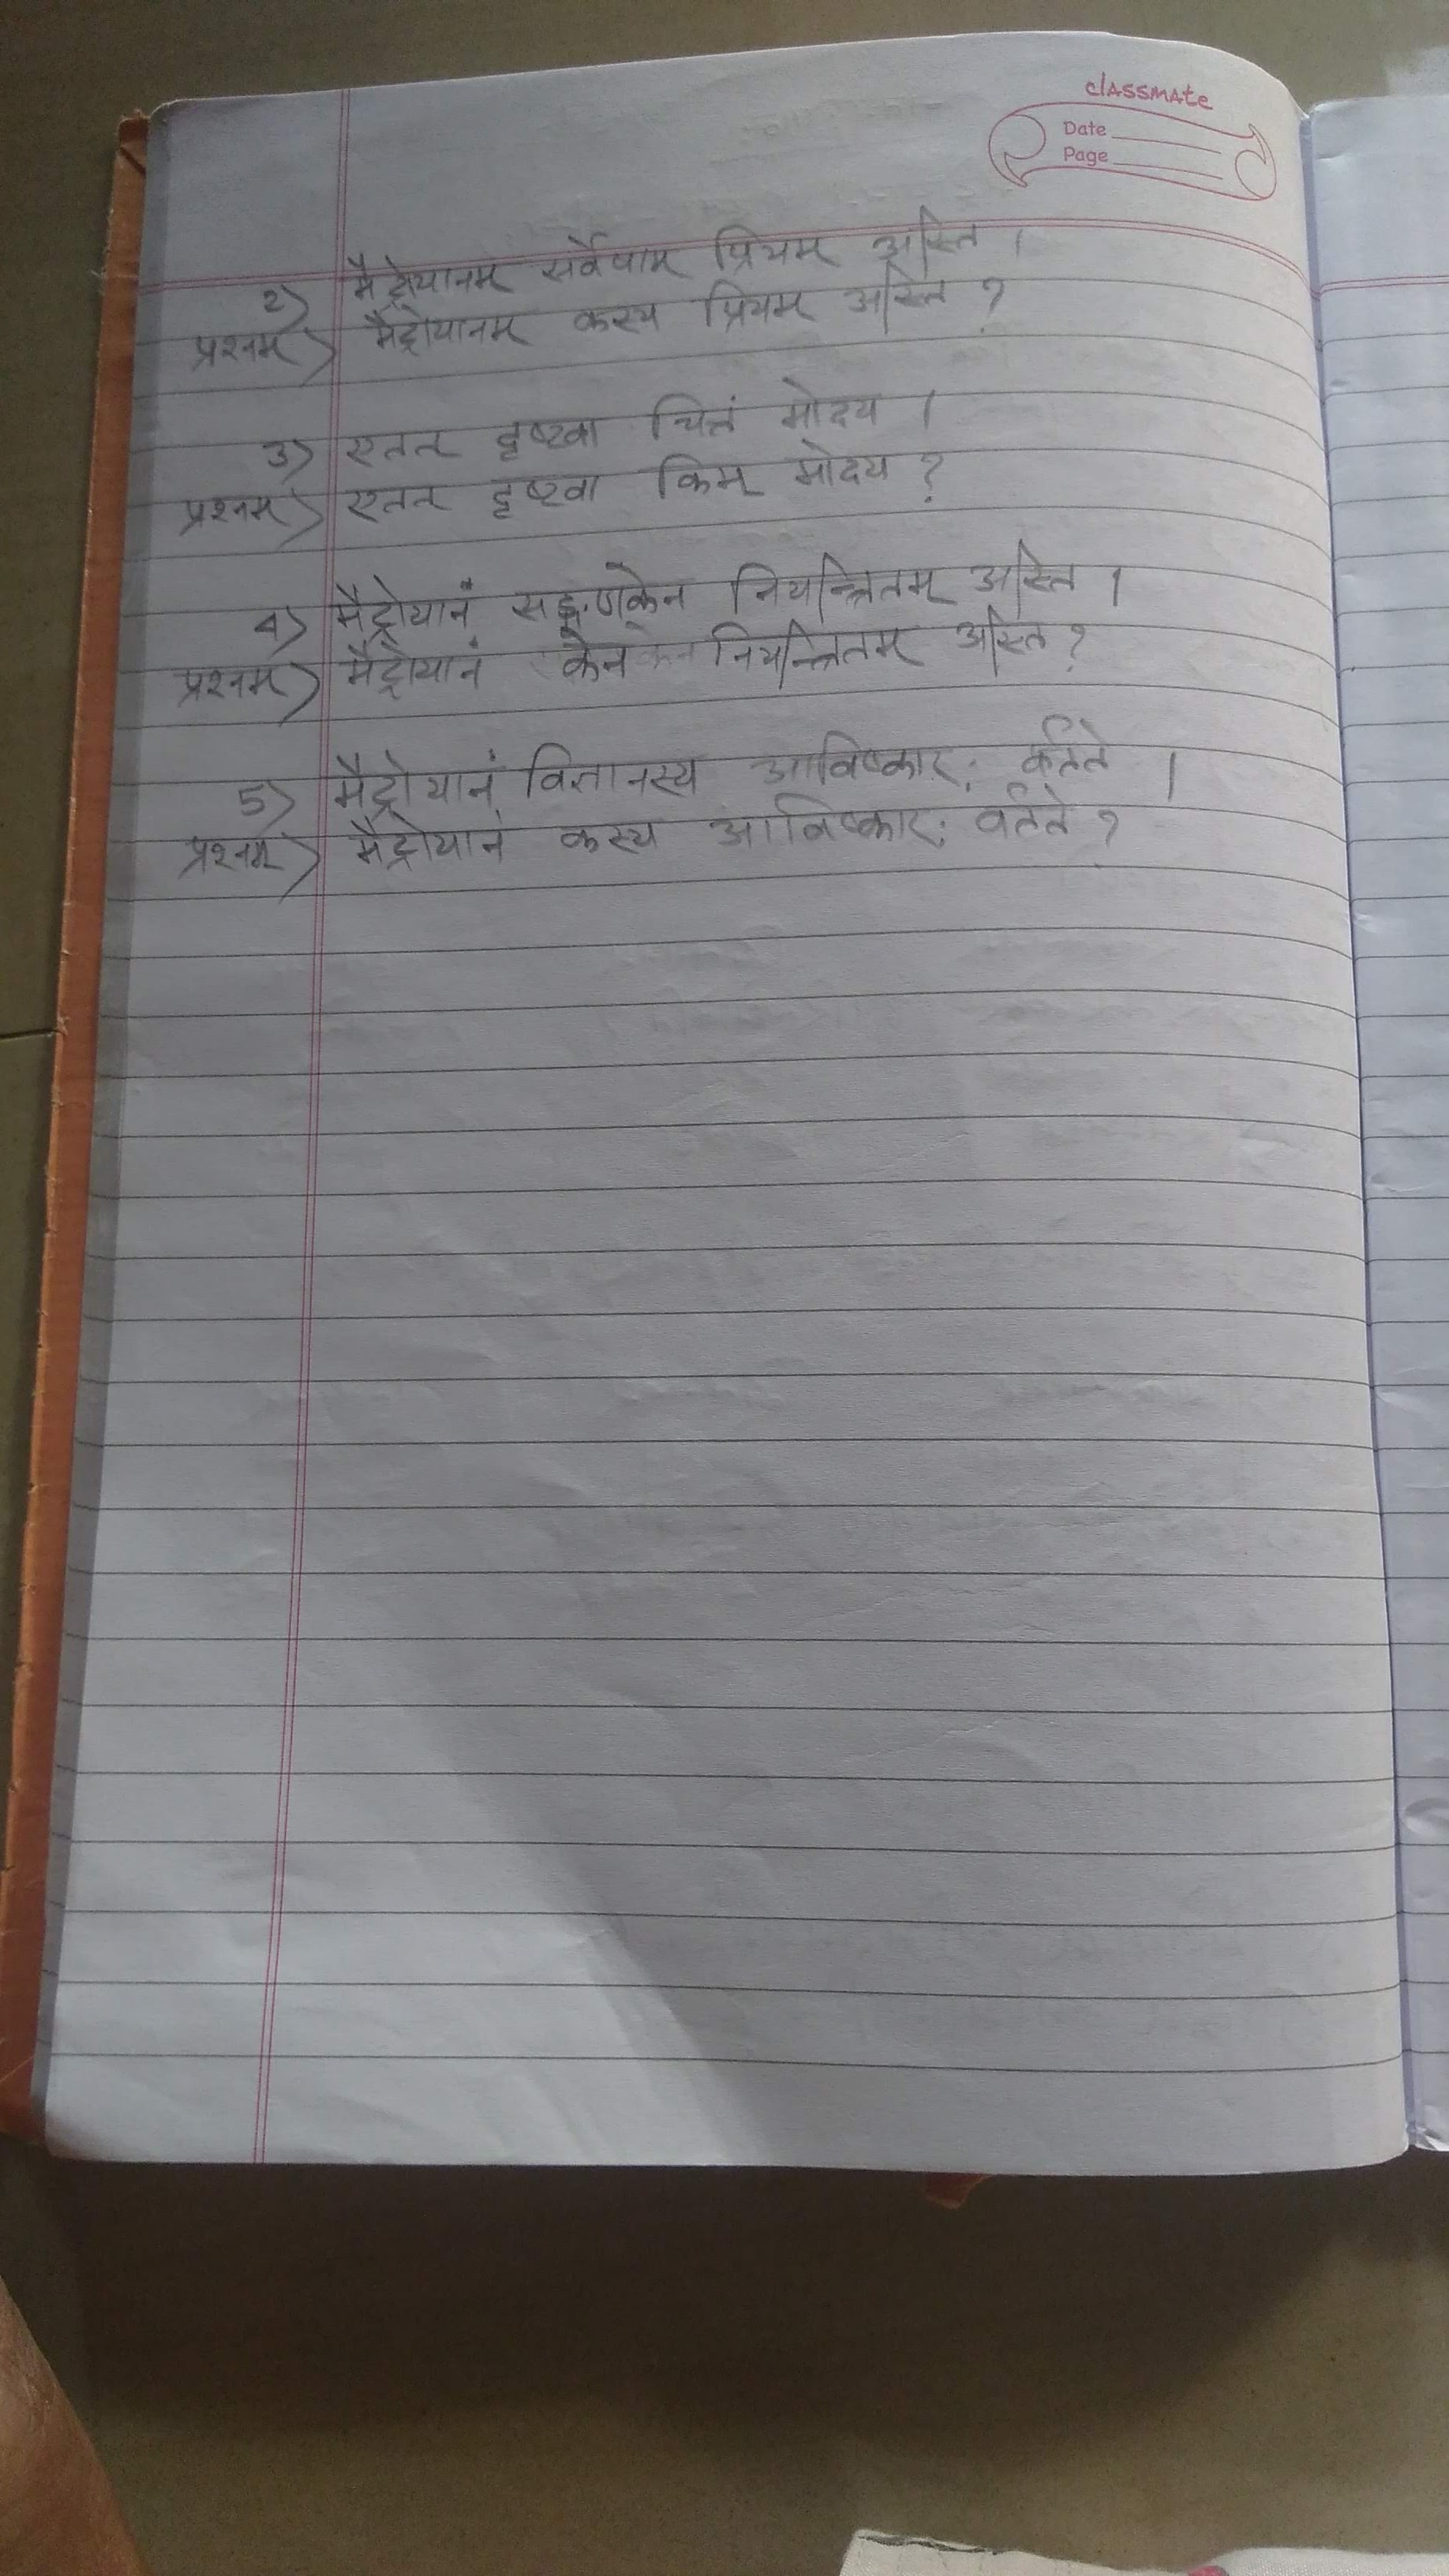 classmate
Date
Page
2) मैट्रोयानम् सर्वेषाम् प्रियम् अस्ति ।
प्रश्नम्) मैट्रोयानम् कस्य प्रियम् अस्ति ?
3) एतत् दृष्ट्वा चित्तं मोदय ।
प्रश्नम्) एतत् दृष्ट्वा किम् मोदय ?
4) मैट्रोयानं सङ्गणकेन नियन्त्रितम् अस्ति ।
प्रश्नम्) मैट्रोयानं केन नियन्त्रितम् अस्ति ?
5) मैट्रोयानं विज्ञानस्य आविष्कार: वर्तते ।
प्रश्नम्) मैट्रोयानं कस्य आविष्कार: वर्तते ?